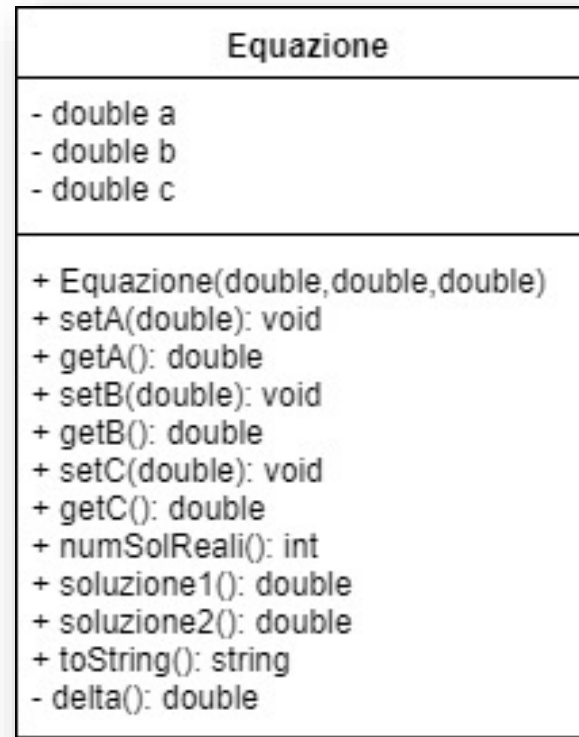 Equazione
- double a
- double b
- double c
+ Equazione(double,double,double)
+ setA(double): void
+ getA(): double
+ setB(double): void
+ getB(): double
+ setC(double): void
+ getC(): double
+ numSolReali(): int
+ soluzione1(): double
+ soluzione2(): double
+ toString(): string
- delta(): double